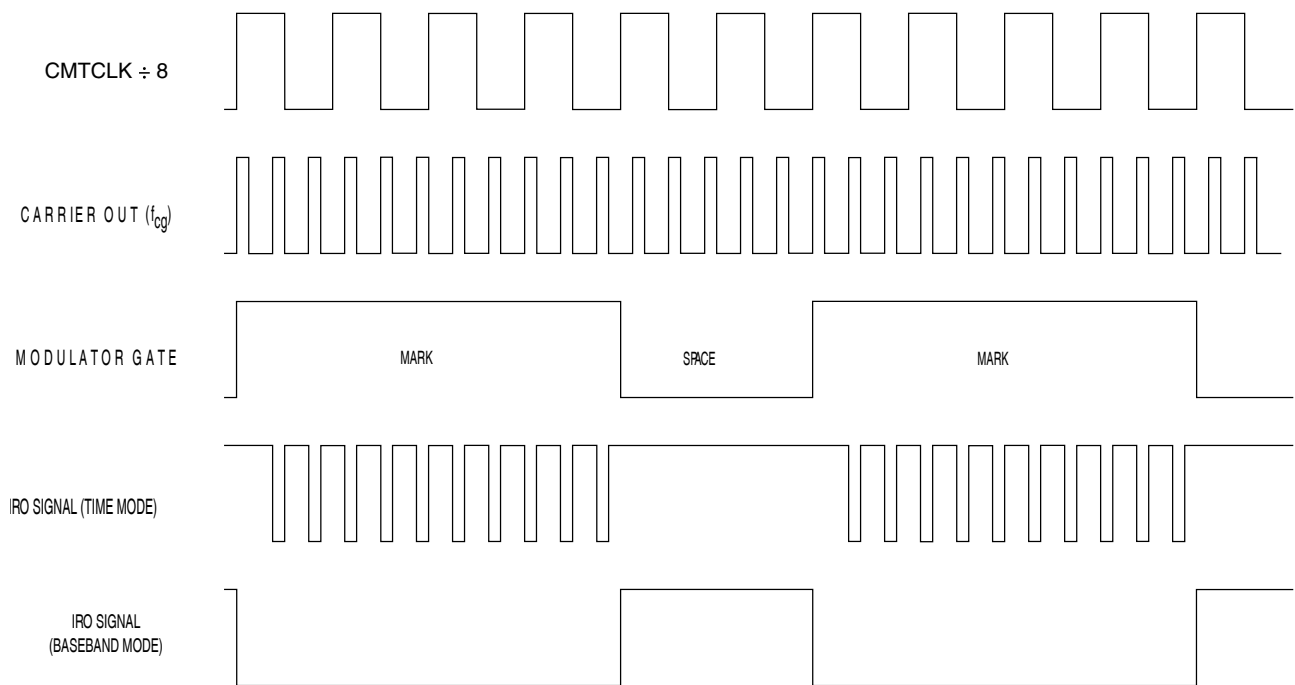 CMTCLK ÷ 8
CARRIER OUT (fcg)
MODULATOR GATE
MARK
SPACE
MARK
IRO SIGNAL (TIME MODE)
IRO SIGNAL
(BASEBAND MODE)